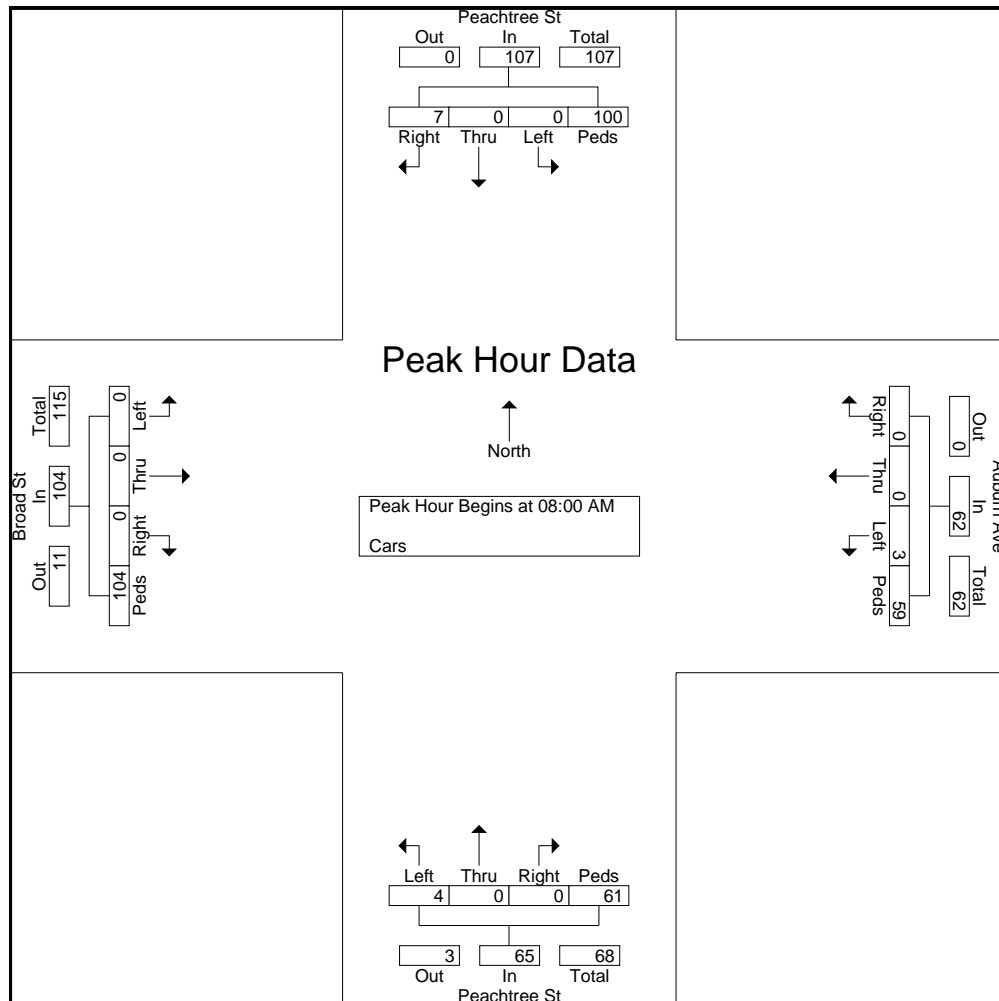 Peachtree St
Out In Total
0 107 107
7 0 0 100
Right Thru Left Peds
Peak Hour Data
North
Peak Hour Begins at 08:00 AM
Cars
Broad St
Total In Out
115 104 11
0 0 0 104
Left Thru Right Peds
Auburn Ave
Out In Total
0 62 62
0 0 3 59
Right Thru Left Peds
Left Thru Right Peds
4 0 0 61
3 65 68
Out In Total
Peachtree St